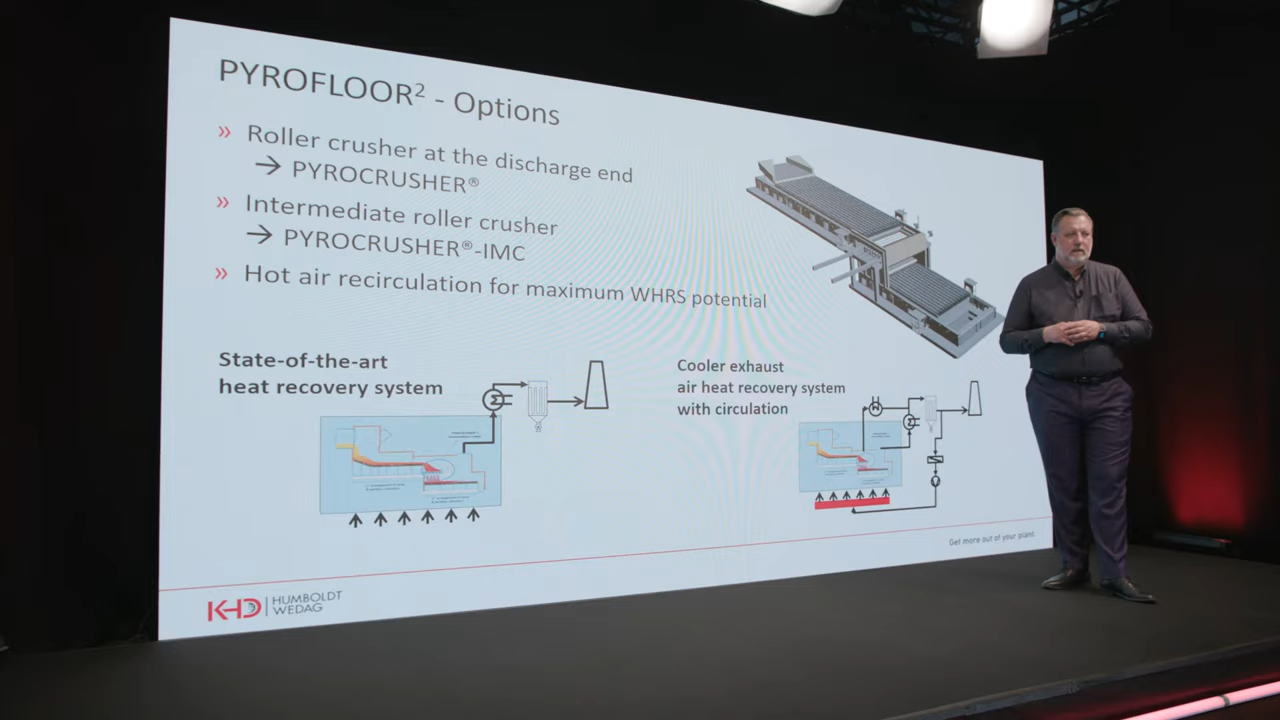 PYROFLOOR² - Options
» Roller crusher at the discharge end
→ PYROCRUSHER®
» Intermediate roller crusher
→ PYROCRUSHER®-IMC
» Hot air recirculation for maximum WHRS potential
State-of-the-art
heat recovery system
Cooler exhaust
air heat recovery system
with circulation
Get more out of your plant.
KHD HUMBOLDT
WEDAG